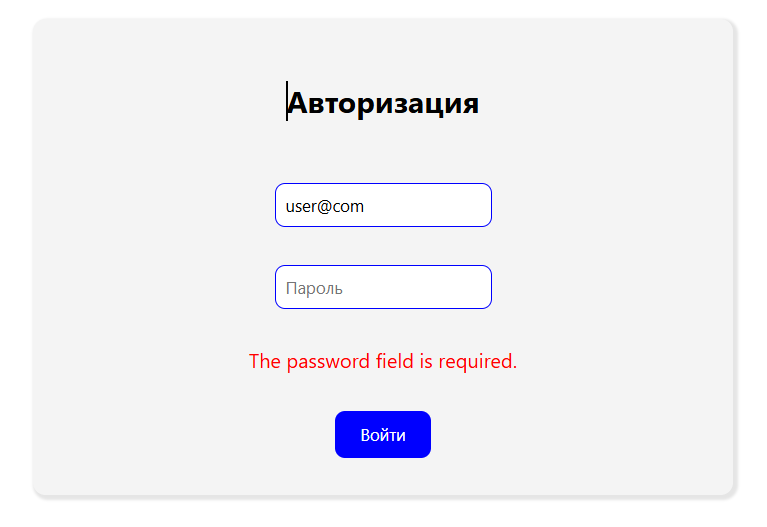 Авторизация
user@com
Пароль
The password field is required.
Войти